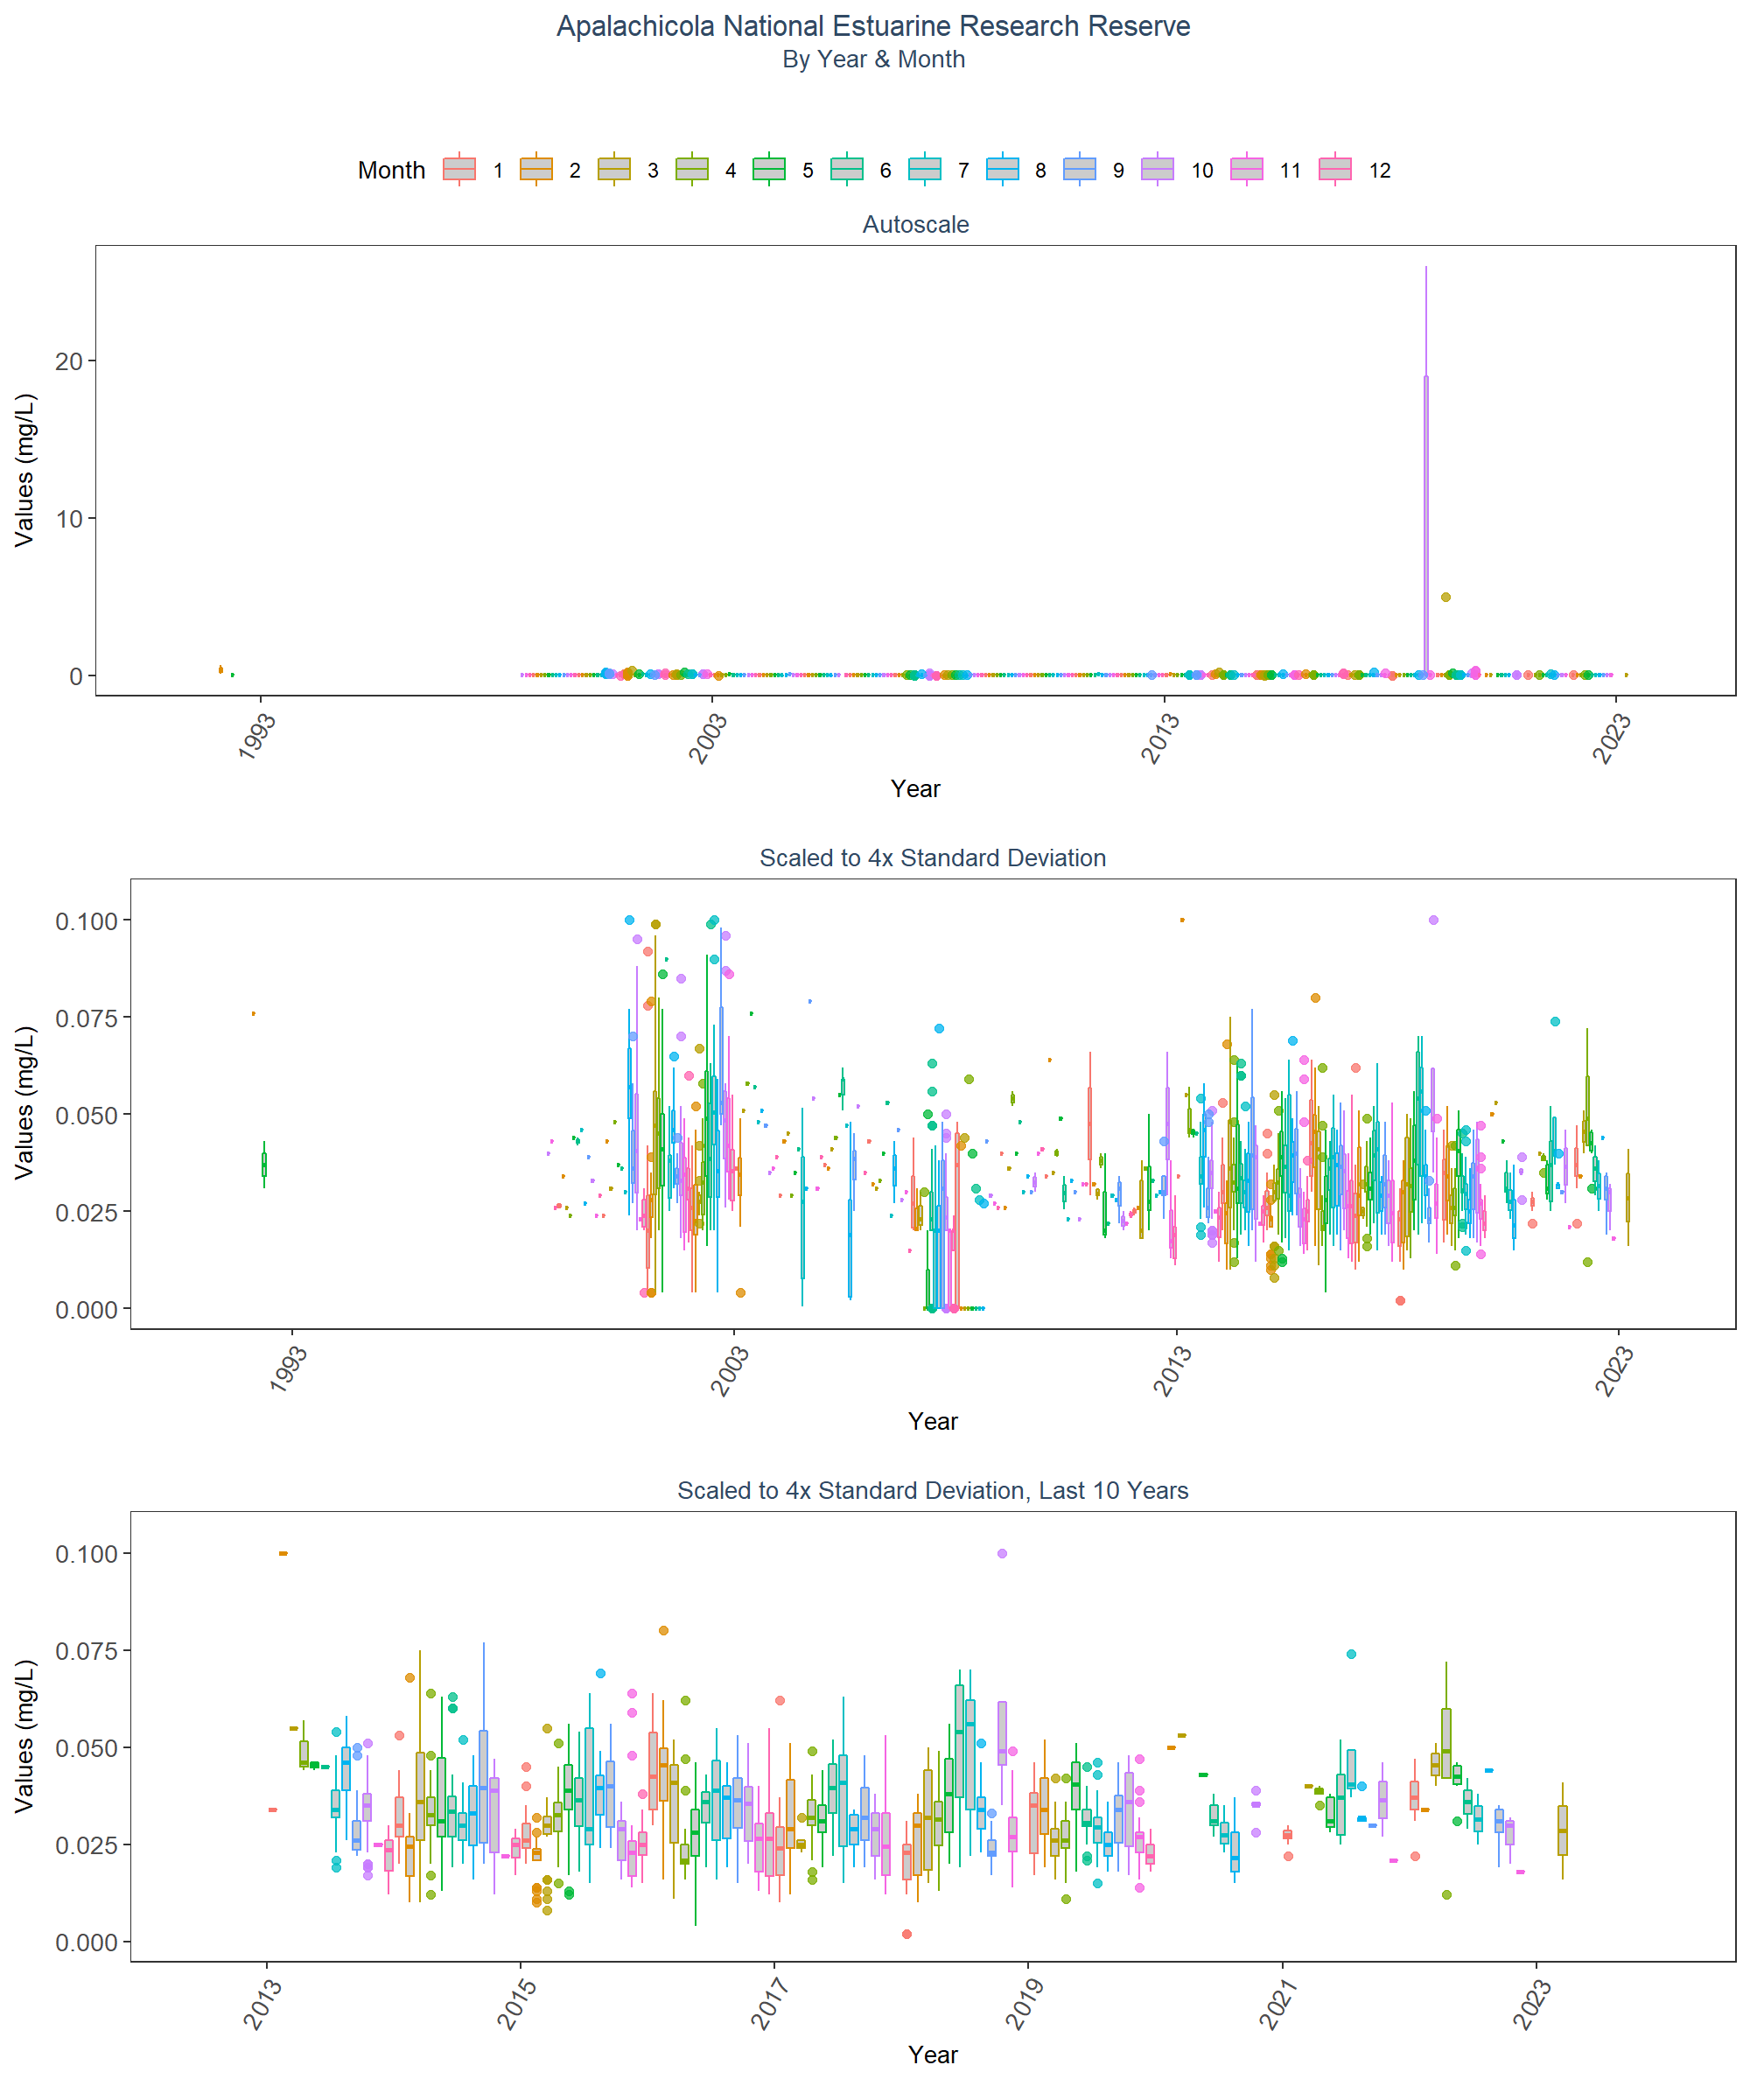 Apalachicola National Estuarine Research Reserve
By Year & Month
Month 1 2 3 4 5 6 7 8 9 10 11 12
Autoscale
Values (mg/L)
20
10
0
1993 2003 2013 2023
Year
Scaled to 4x Standard Deviation
Values (mg/L)
0.100
0.075
0.050
0.025
0.000
1993 2003 2013 2023
Year
Scaled to 4x Standard Deviation, Last 10 Years
Values (mg/L)
0.100
0.075
0.050
0.025
0.000
2013 2015 2017 2019 2021 2023
Year